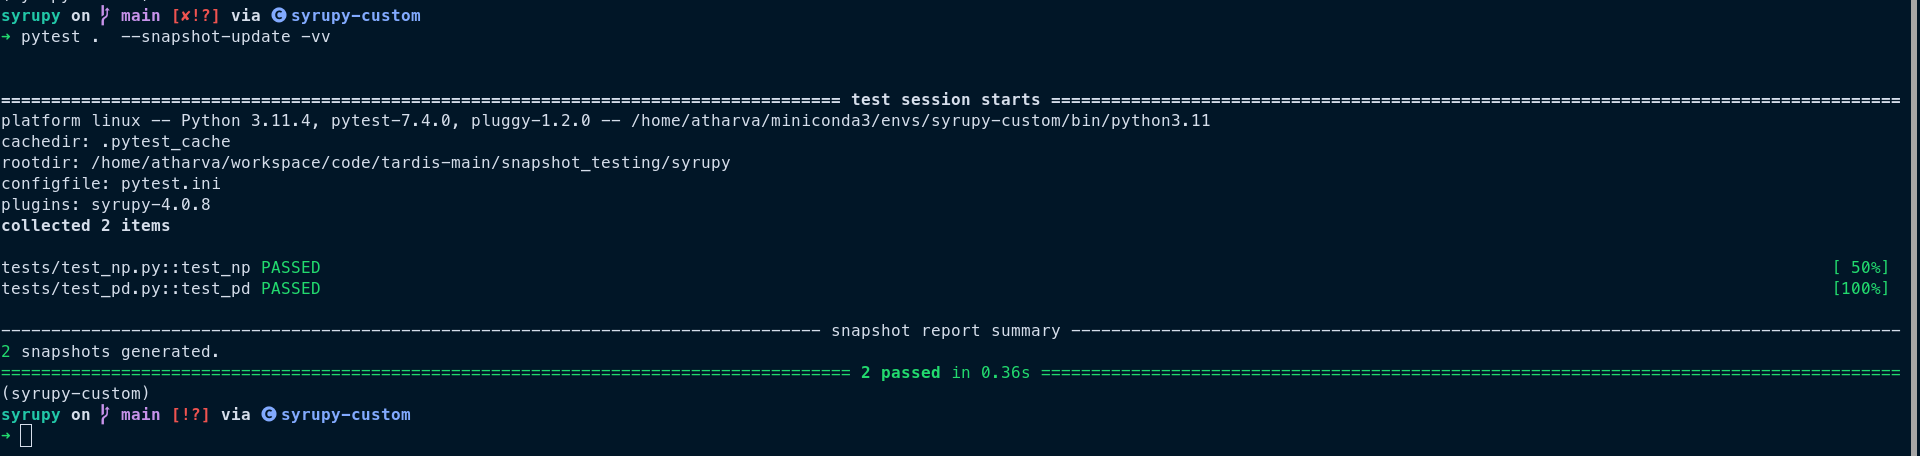 syrupy on main [✘!?] via 🅒 syrupy-custom
➜ pytest .  --snapshot-update -vv
==================================================================================== test session starts =====================================================================================
platform linux -- Python 3.11.4, pytest-7.4.0, pluggy-1.2.0 -- /home/atharva/miniconda3/envs/syrupy-custom/bin/python3.11
cachedir: .pytest_cache
rootdir: /home/atharva/workspace/code/tardis-main/snapshot_testing/syrupy
configfile: pytest.ini
plugins: syrupy-4.0.8
collected 2 items
tests/test_np.py::test_np PASSED [ 50%]
tests/test_pd.py::test_pd PASSED [100%]
---------------------------------------------------------------------------------- snapshot report summary -----------------------------------------------------------------------------------
2 snapshots generated.
===================================================================================== 2 passed in 0.36s ======================================================================================
(syrupy-custom)
syrupy on main [!?] via 🅒 syrupy-custom
➜